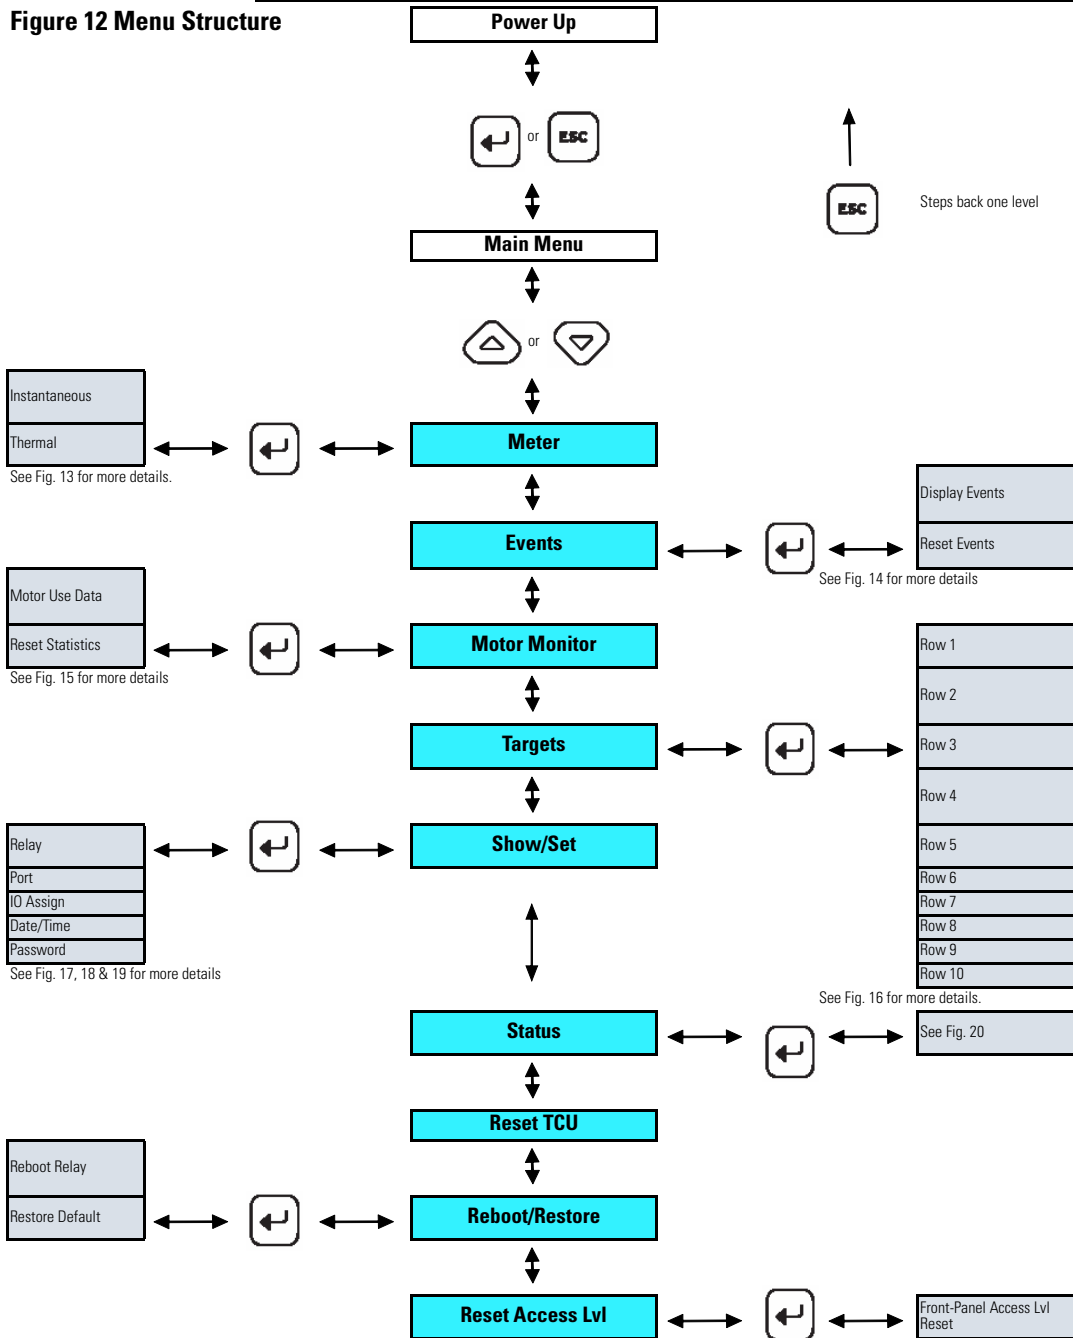 Figure 12 Menu Structure
Power Up
or
ESC
ESC
Steps back one level
Main Menu
or
Instantaneous
Thermal
See Fig. 13 for more details.
Meter
Events
Display Events
Reset Events
See Fig. 14 for more details
Motor Use Data
Reset Statistics
See Fig. 15 for more details
Motor Monitor
Targets
Row 1
Row 2
Row 3
Row 4
Row 5
Row 6
Row 7
Row 8
Row 9
Row 10
See Fig. 16 for more details.
Show/Set
Relay
Port
IO Assign
Date/Time
Password
See Fig. 17, 18 & 19 for more details
Status
See Fig. 20
Reset TCU
Reboot Relay
Restore Default
Reboot/Restore
Reset Access Lvl
Front-Panel Access Lvl
Reset